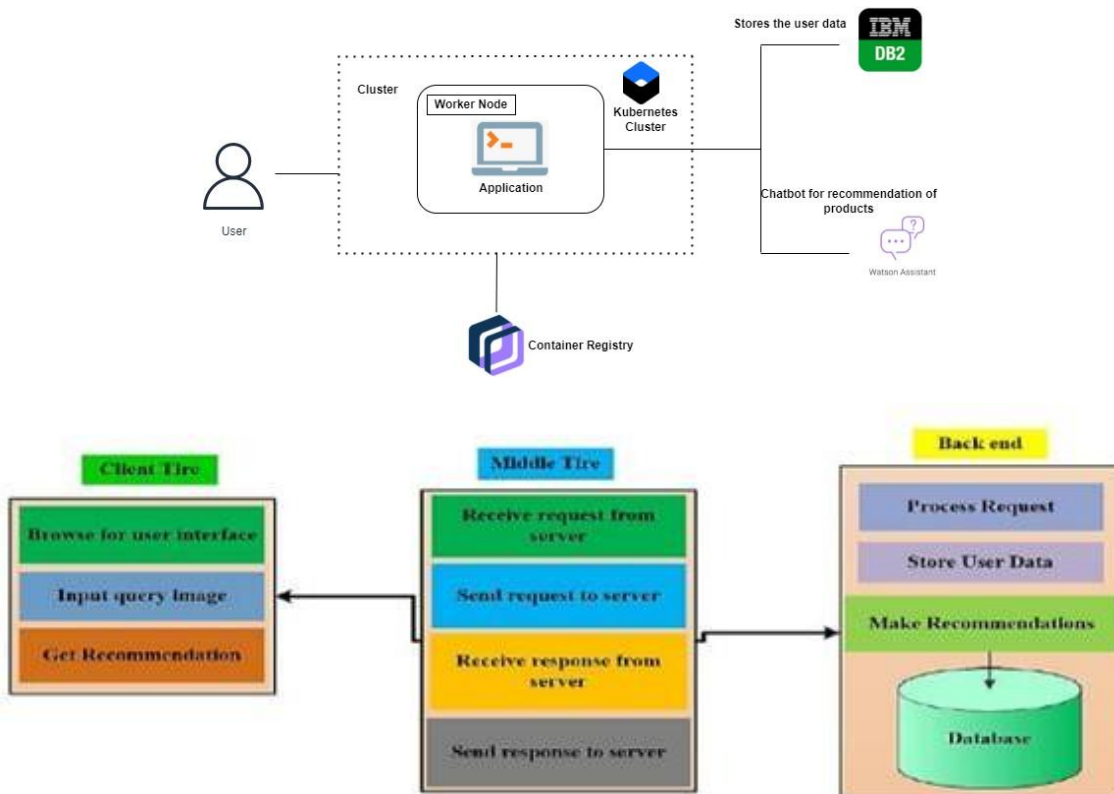 Stores the user data
IBM
DB2
Cluster
Worker Node
Kubernetes
Cluster
Application
User
Chatbot for recommendation of
products
Watson Assistant
Container Registry
Client Tire
Browse for user interface
Input query Image
Get Recommendation
Middle Tire
Receive request from
server
Send request to server
Receive response from
server
Send response to server
Back end
Process Request
Store User Data
Make Recommendations
Database